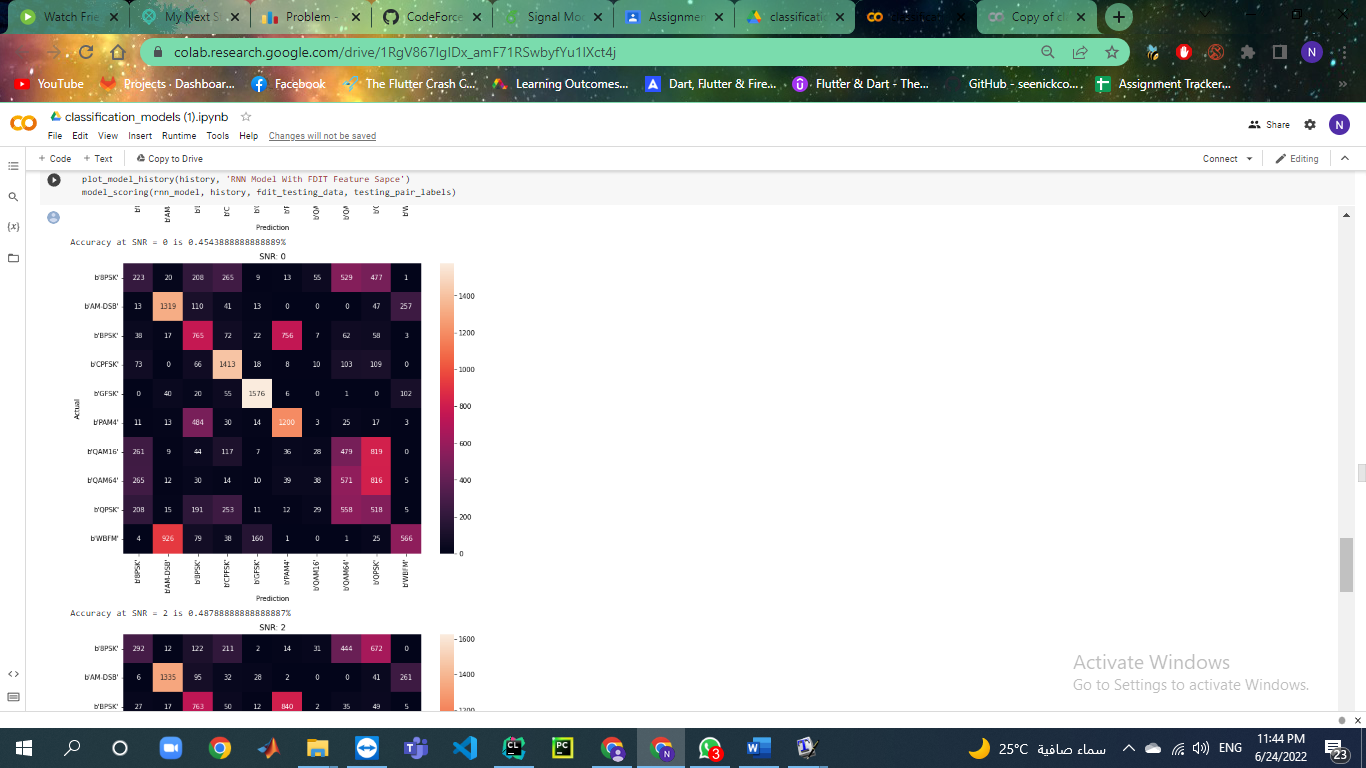 Watch Frie
My Next S
Problem -
CodeForce
Signal Mo
Assignmen
classificatio
Copy of cl
colab.research.google.com/drive/1RgV867IgIDx_amF71RSwbyfYu1IXct4j
N
YouTube
Projects · Dashboar...
Facebook
The Flutter Crash C...
Learning Outcomes...
Dart, Flutter & Fire...
Flutter & Dart - The...
GitHub - seenickco...
Assignment Tracker...
»
classification_models (1).ipynb
File Edit View Insert Runtime Tools Help Changes will not be saved
Share
N
+ Code + Text Copy to Drive
Connect
Editing
plot_model_history(history, 'RNN Model With FDIT Feature Sapce')
model_scoring(rnn_model, history, fdit_testing_data, testing_pair_labels)
Prediction
Accuracy at SNR = 0 is 0.4543888888888889%
SNR: 0
b'8PSK' 223 20 208 265 9 13 55 529 477 1
b'AM-DSB' 13 1319 110 41 13 0 0 0 47 257
b'BPSK' 38 17 765 72 22 756 7 62 58 3
b'CPFSK' 73 0 66 1413 18 8 10 103 109 0
b'GFSK' 0 40 20 55 1576 6 0 1 0 102
b'PAM4' 11 13 484 30 14 1200 3 25 17 3
b'QAM16' 261 9 44 117 7 36 28 479 819 0
b'QAM64' 265 12 30 14 10 39 38 571 816 5
b'QPSK' 208 15 191 253 11 12 29 558 518 5
b'WBFM' 4 926 79 38 160 1 0 1 25 566
Actual
b'8PSK' b'AM-DSB' b'BPSK' b'CPFSK' b'GFSK' b'PAM4' b'QAM16' b'QAM64' b'QPSK' b'WBFM'
Prediction
1400
1200
1000
800
600
400
200
0
Accuracy at SNR = 2 is 0.48788888888888887%
SNR: 2
b'8PSK' 292 12 122 211 2 14 31 444 672 0
b'AM-DSB' 6 1335 95 32 28 2 0 0 41 261
b'BPSK' 27 17 763 50 12 840 2 35 49 5
1600
1400
1200
Activate Windows
Go to Settings to activate Windows.
25°C سماء صافية
ENG
11:44 PM
6/24/2022
3
23